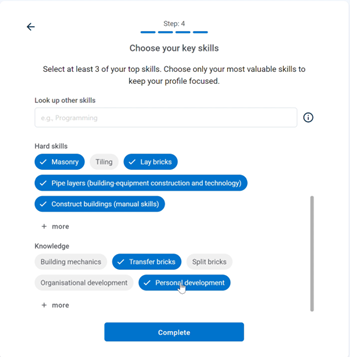 Step: 4
Choose your key skills
Select at least 3 of your top skills. Choose only your most valuable skills to
keep your profile focused.
Look up other skills
e.g., Programming
Hard skills
Masonry Tiling Lay bricks
Pipe layers (building-equipment construction and technology)
Construct buildings (manual skills)
+ more
Knowledge
Building mechanics Transfer bricks Split bricks
Organisational development Personal development
+ more
Complete